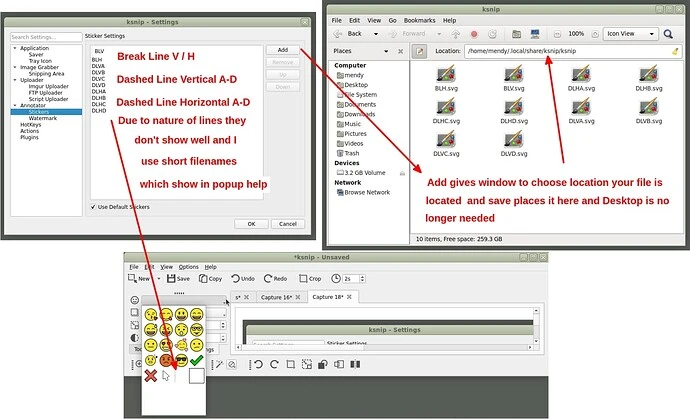 ksnip - Settings
Search Settings...
Application
Saver
Tray Icon
Image Grabber
Snipping Area
Uploader
Imgur Uploader
FTP Uploader
Script Uploader
Annotator
Stickers
Watermark
HotKeys
Actions
Plugins
Sticker Settings
BLV
BLH
DLVA
DLVB
DLVC
DLVD
DLHA
DLHB
DLHC
DLHD
Break Line V / H
Dashed Line Vertical A-D
Dashed Line Horizontal A-D
Due to nature of lines they
don't show well and I
use short filenames
which show in popup help
Add
Remove
Up
Down
Use Default Stickers
OK
Cancel
ksnip
File Edit View Go Bookmarks Help
Back Forward 100% Icon View
Places
Location: /home/mendy/.local/share/ksnip/ksnip
Computer
mendy
Desktop
File System
Documents
Downloads
Music
Pictures
Videos
Trash
Devices
3.2 GB Volume
Network
Browse Network
BLH.svg BLV.svg DLHA.svg DLHB.svg
DLHC.svg DLHD.svg DLVA.svg DLVB.svg
DLVC.svg DLVD.svg
Add gives window to choose location your file is
located and save places it here and Desktop is no
longer needed
10 items, Free space: 259.3 GB
*ksnip - Unsaved
File Edit View Options Help
New Save Copy Undo Redo Crop 2s
s* Capture 16* Capture 18*
ksnip - Settings
Sticker Settings